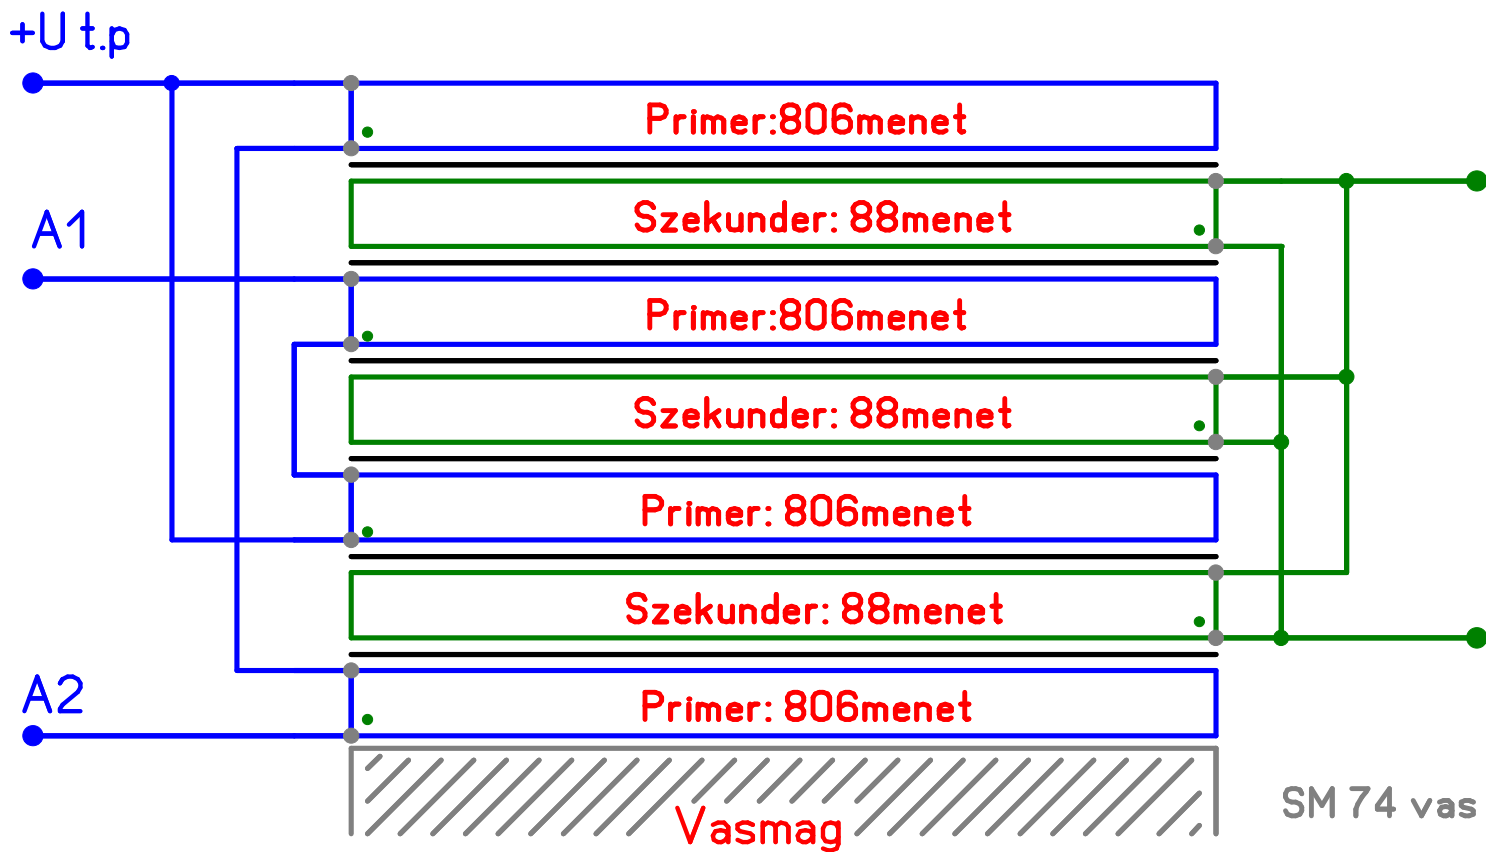 +U t.p
Primer:806menet
Szekunder: 88menet
A1
Primer:806menet
Szekunder: 88menet
Primer: 806menet
Szekunder: 88menet
A2
Primer: 806menet
SM 74 vas
Vasmag